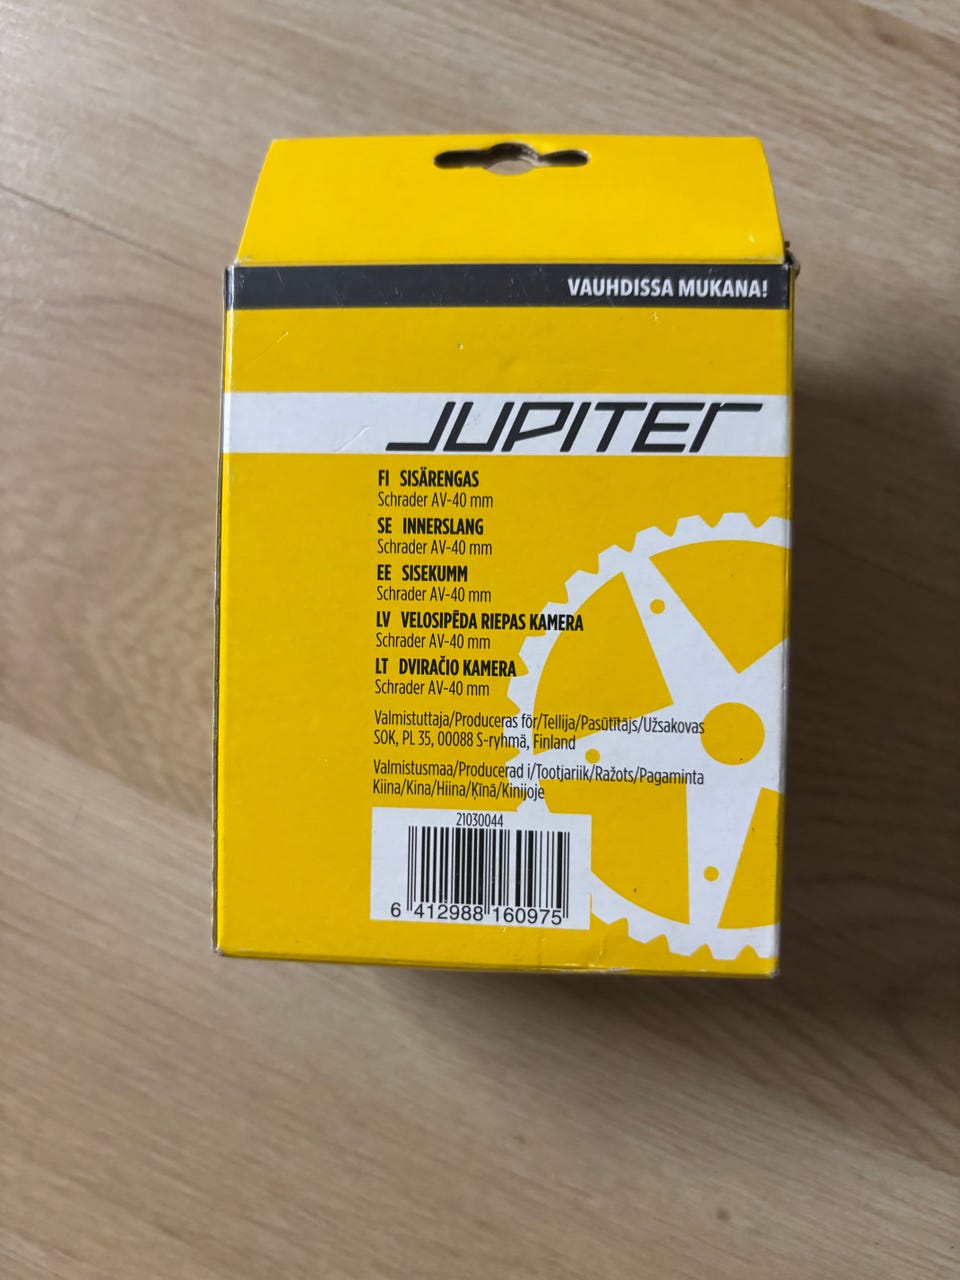 VAUHDISSA MUKANA!
JUPITER
FI SISÄRENGAS
Schrader AV-40 mm
SE INNERSLANG
Schrader AV-40 mm
EE SISEKUMM
Schrader AV-40 mm
LV VELOSIPĒDA RIEPAS KAMERA
Schrader AV-40 mm
LT DVIRAČIO KAMERA
Schrader AV-40 mm
Valmistuttaja/Produceras för/Tellija/Pasūtītājs/Užsakovas
SOK, PL 35, 00088 S-ryhmä, Finland
Valmistusmaa/Producerad i/Tootjariik/Ražots/Pagaminta
Kiina/Kina/Hiina/Ķīnā/Kinijoje
21030044
6 412988 160975